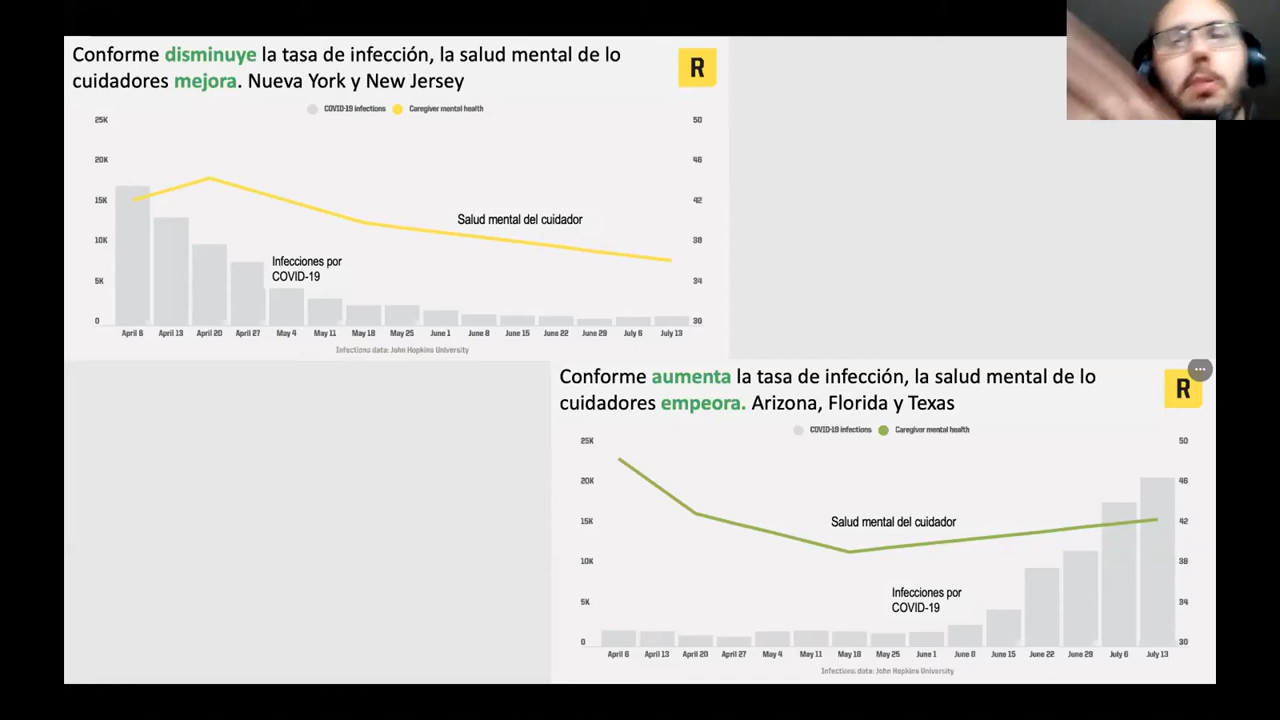 Conforme disminuye la tasa de infección, la salud mental de lo
cuidadores mejora. Nueva York y New Jersey
R
COVID-19 infections
Caregiver mental health
25K
20K
15K
10K
5K
0
50
46
42
38
34
30
Salud mental del cuidador
Infecciones por
COVID-19
April 6 April 13 April 20 April 27 May 4 May 11 May 18 May 25 June 1 June 8 June 15 June 22 June 29 July 6 July 13
Infections data: John Hopkins University
Conforme aumenta la tasa de infección, la salud mental de lo
cuidadores empeora. Arizona, Florida y Texas
R
COVID-19 infections
Caregiver mental health
25K
20K
15K
10K
5K
0
50
46
42
38
34
30
Salud mental del cuidador
Infecciones por
COVID-19
April 6 April 13 April 20 April 27 May 4 May 11 May 18 May 25 June 1 June 8 June 15 June 22 June 29 July 6 July 13
Infections data: John Hopkins University